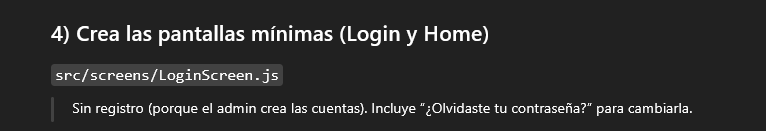 4) Crea las pantallas mínimas (Login y Home)
src/screens/LoginScreen.js
Sin registro (porque el admin crea las cuentas). Incluye “¿Olvidaste tu contraseña?” para cambiarla.